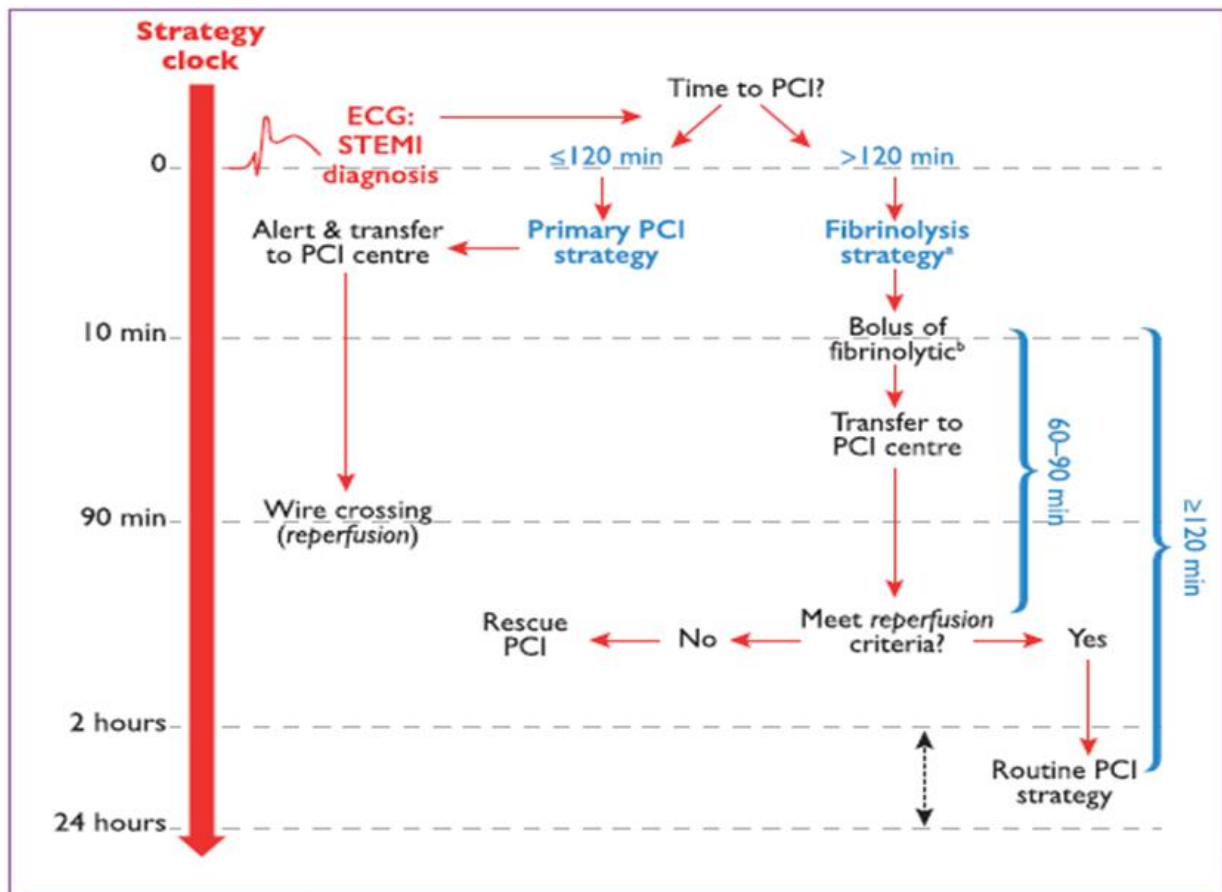 Strategy
clock
Time to PCI?
ECG:
STEMI
diagnosis
0
≤120 min
>120 min
Alert & transfer
to PCI centre
Primary PCI
strategy
Fibrinolysis
strategyª
10 min
Bolus of
fibrinolyticᵇ
Transfer to
PCI centre
60–90 min
≥120 min
90 min
Wire crossing
(reperfusion)
Rescue
PCI
No
Meet reperfusion
criteria?
Yes
2 hours
Routine PCI
strategy
24 hours